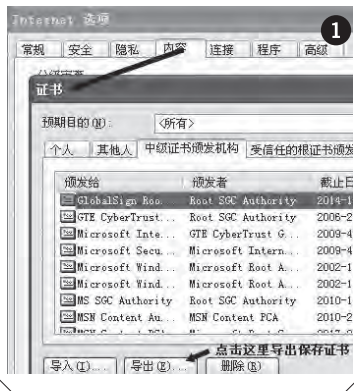 Internet 选项
1
常规 安全 隐私 内容 连接 程序 高级
证书
预期目的(N): <所有>
个人 其他人 中级证书颁发机构 受信任的根证书颁发
颁发给 颁发者 截止日
GlobalSign Roo... Root SGC Authority 2014-1
GTE CyberTrust... Root SGC Authority 2006-2
Microsoft Inte... GTE CyberTrust G... 2009-4
Microsoft Secu... Microsoft Intern... 2009-4
Microsoft Wind... Microsoft Root A... 2002-1
Microsoft Wind... Microsoft Root A... 2002-1
MS SGC Authority Root SGC Authority 2010-1
MSN Content Au... MSN Content PCA 2010-2
点击这里导出保存证书
导入(I)... 导出(E)... 删除(R)